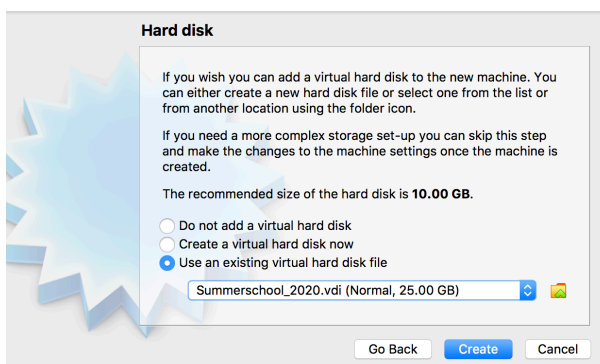 Hard disk
If you wish you can add a virtual hard disk to the new machine. You
can either create a new hard disk file or select one from the list or
from another location using the folder icon.
If you need a more complex storage set-up you can skip this step
and make the changes to the machine settings once the machine is
created.
The recommended size of the hard disk is 10.00 GB.
Do not add a virtual hard disk
Create a virtual hard disk now
Use an existing virtual hard disk file
Summerschool_2020.vdi (Normal, 25.00 GB)
Go Back Create Cancel